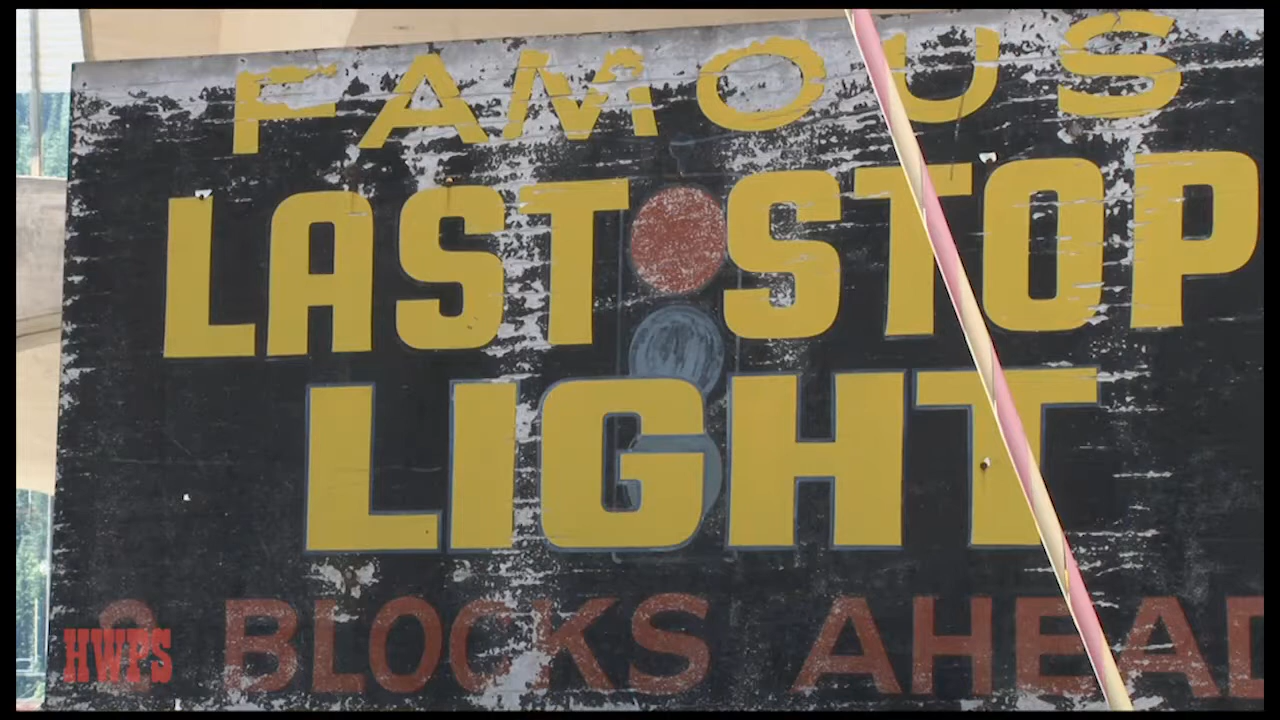 FAMOUS
LAST STOP
LIGHT
BLOCKS AHEAD
HWPS